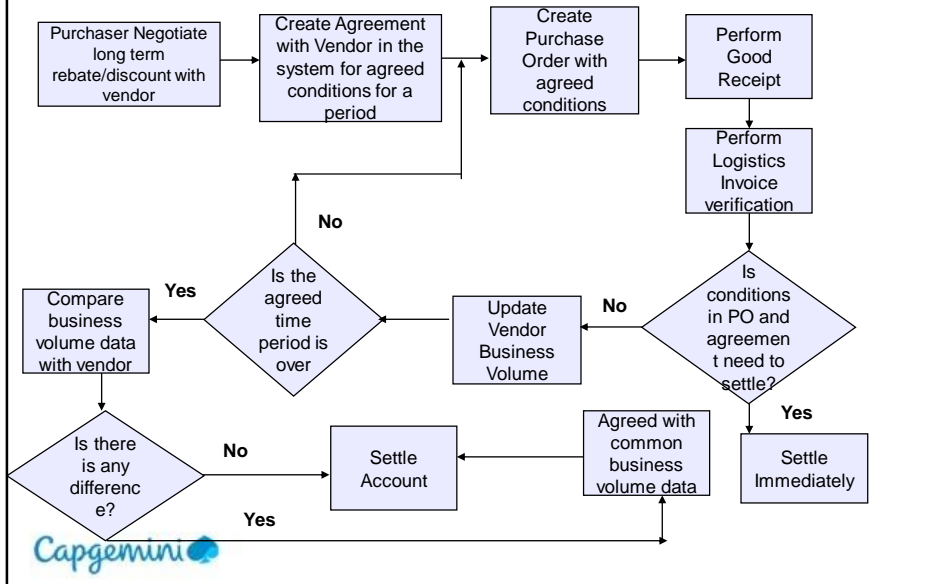 Purchaser Negotiate
long term
rebate/discount with
vendor
Create Agreement
with Vendor in the
system for agreed
conditions for a
period
Create
Purchase
Order with
agreed
conditions
Perform
Good
Receipt
Perform
Logistics
Invoice
verification
Is
conditions
in PO and
agreemen
t need to
settle?
Yes
Settle
Immediately
No
Update
Vendor
Business
Volume
Is the
agreed
time
period is
over
No
Yes
Compare
business
volume data
with vendor
Is there
is any
differenc
e?
No
Settle
Account
Yes
Agreed with
common
business
volume data
Capgemini